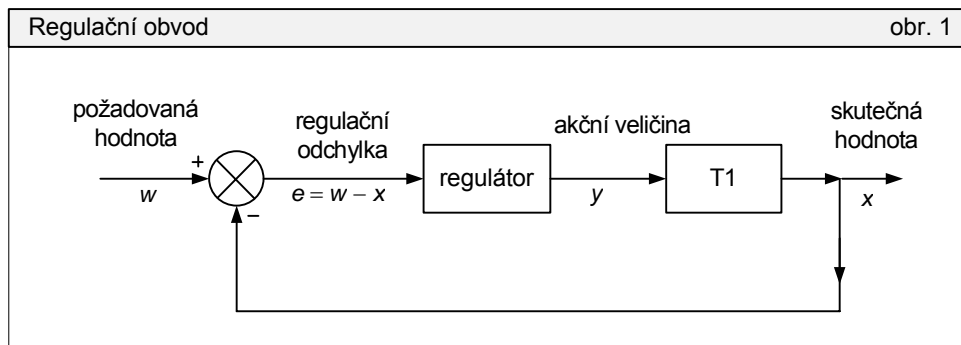 Regulační obvod obr. 1
požadovaná
hodnota
w
+
−
regulační
odchylka
e = w − x
regulátor
akční veličina
y
T1
skutečná
hodnota
x